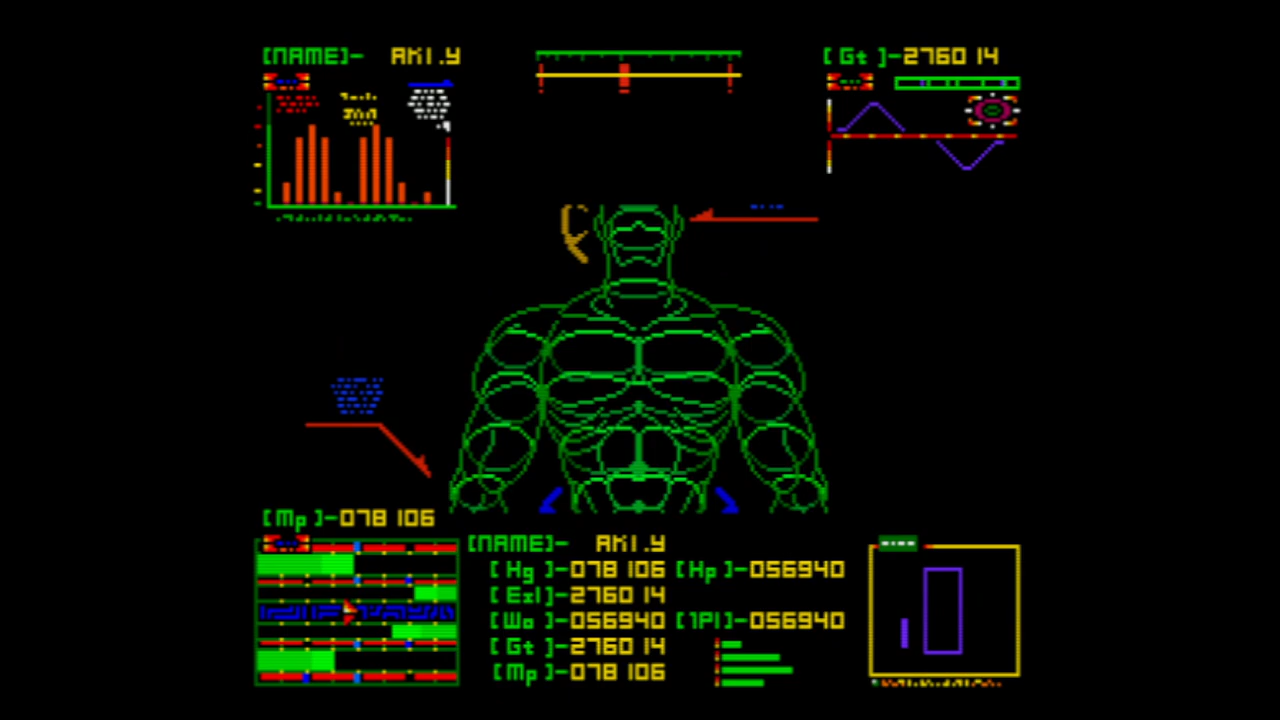 [NAME]- AKI.Y
[Gt ]-2760 14
[Mp ]-078 106
[NAME]- AKI.Y
[Hg ]-078 106 [Hp ]-056940
[Exl]-2760 14
[Wa ]-056940 [1Pl]-056940
[Gt ]-2760 14
[Mp ]-078 106